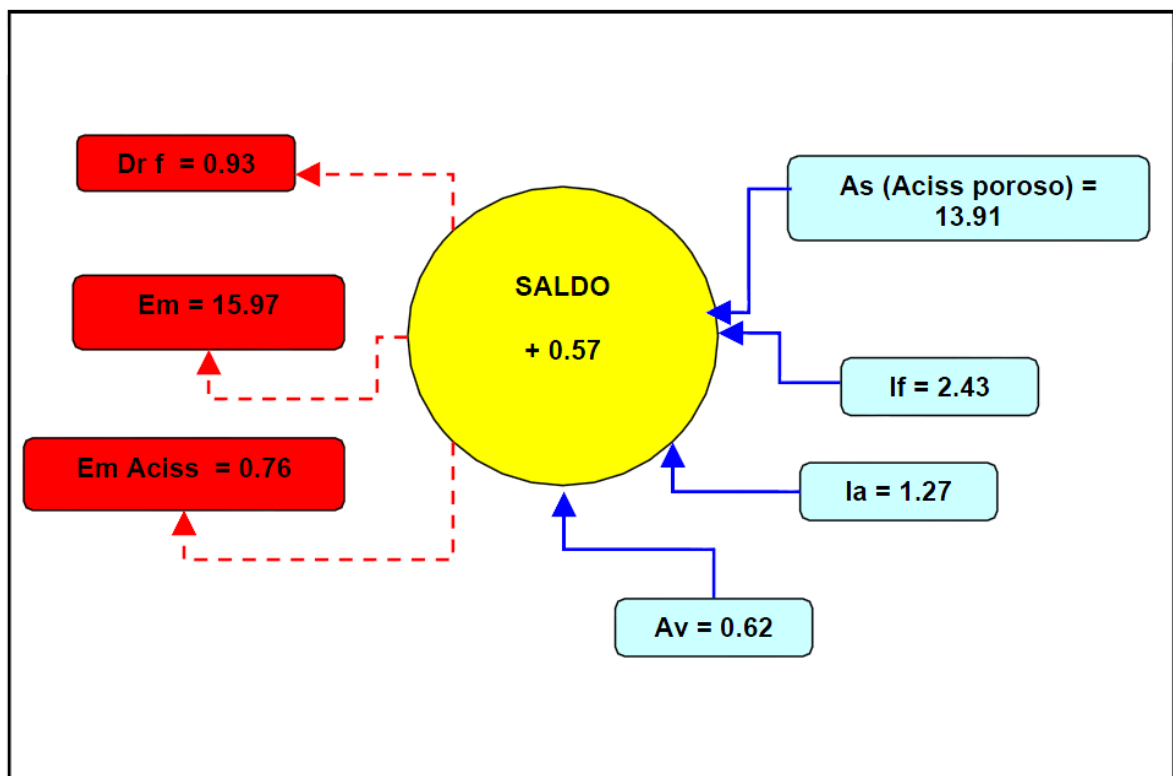 Dr f = 0.93
As (Aciss poroso) =
13.91
SALDO
+ 0.57
Em = 15.97
If = 2.43
Em Aciss = 0.76
Ia = 1.27
Av = 0.62